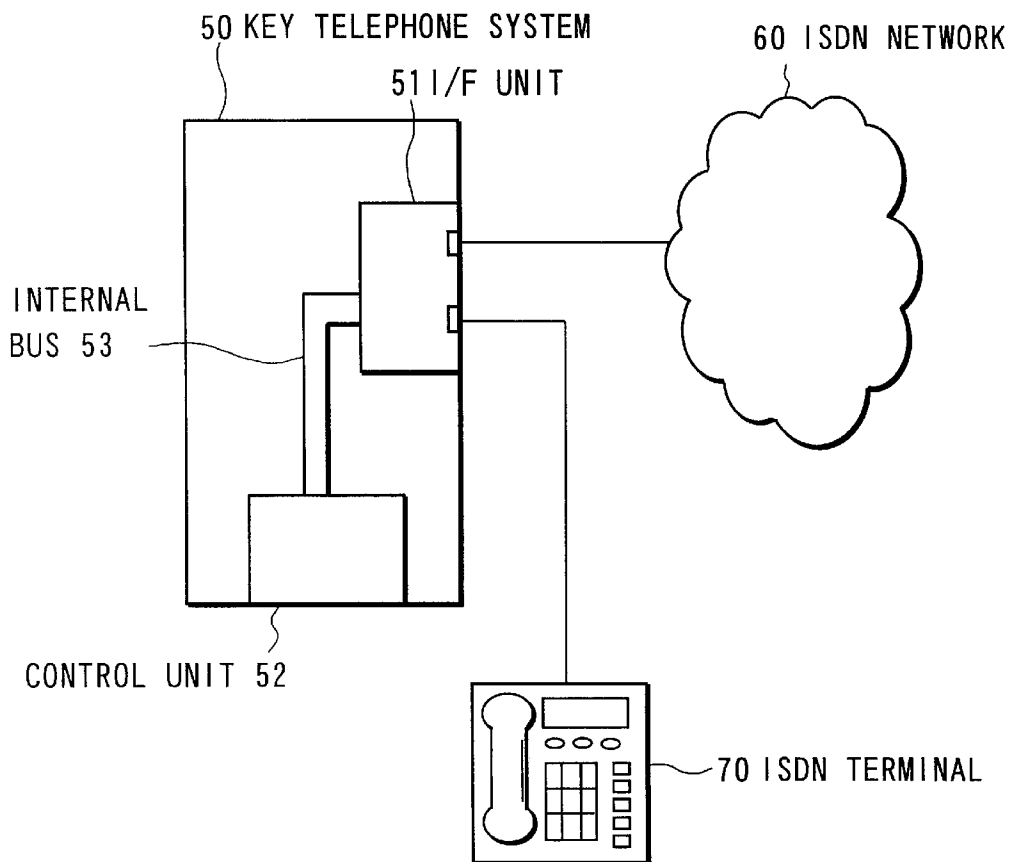 50 KEY TELEPHONE SYSTEM
60 ISDN NETWORK
51 I/F UNIT
INTERNAL
BUS 53
CONTROL UNIT 52
70 ISDN TERMINAL